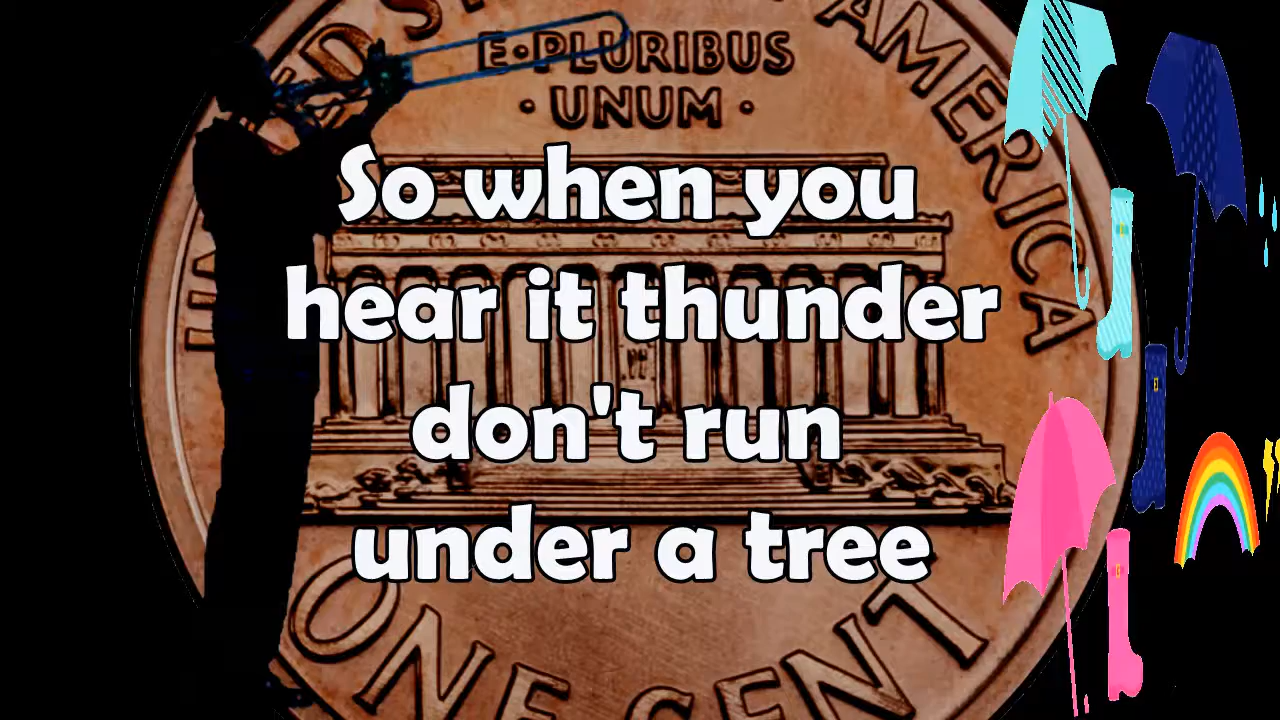 UNITED STATES OF AMERICA
E·PLURIBUS
·UNUM·
So when you
hear it thunder
don't run
under a tree
ONE CENT